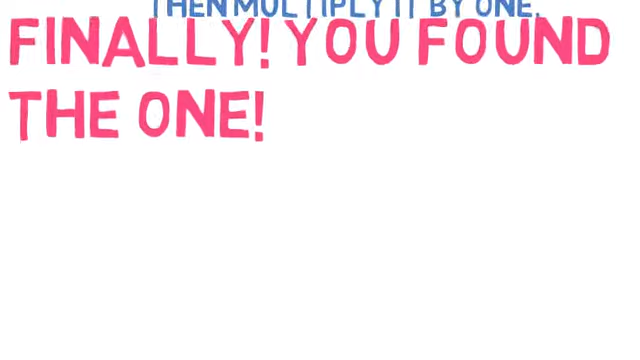 THEN MULTIPLY IT BY ONE.
FINALLY! YOU FOUND
THE ONE!